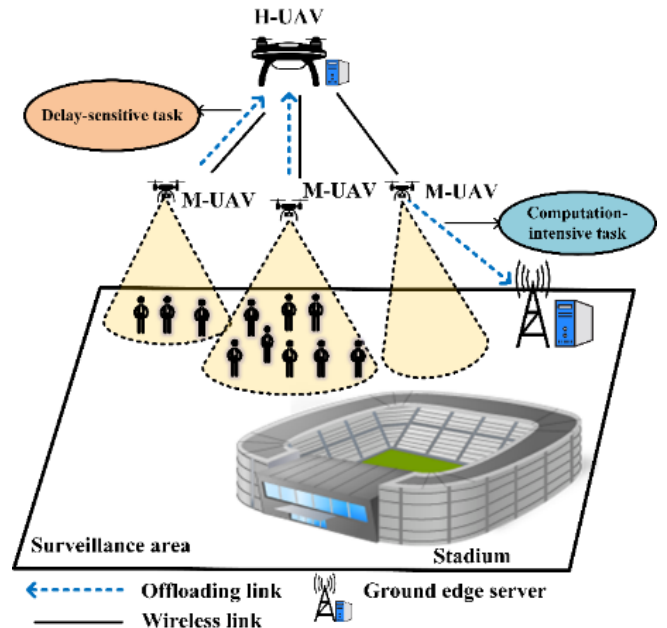 H-UAV
Delay-sensitive task
M-UAV
M-UAV
M-UAV
Computation-
intensive task
Surveillance area
Stadium
Offloading link
Ground edge server
Wireless link